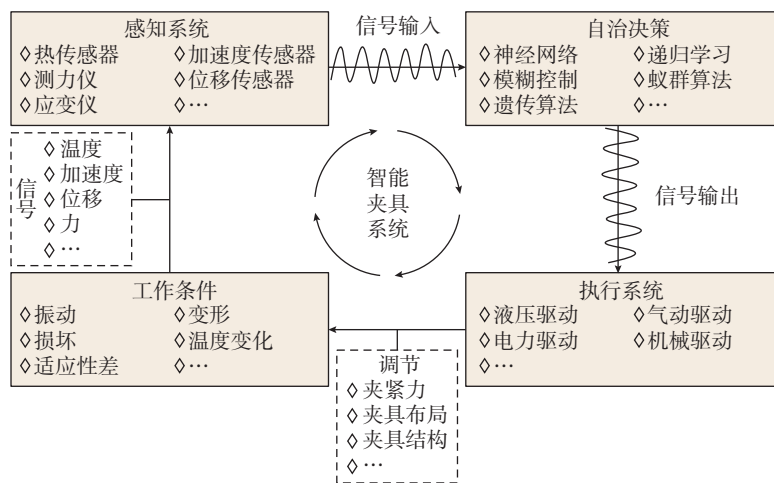 感知系统
◊热传感器 ◊加速度传感器
◊测力仪 ◊位移传感器
◊应变仪 ◊…
信号输入
自治决策
◊神经网络 ◊递归学习
◊模糊控制 ◊蚁群算法
◊遗传算法 ◊…
信号
◊温度
◊加速度
◊位移
◊力
◊…
智能
夹具
系统
信号输出
工作条件
◊振动 ◊变形
◊损坏 ◊温度变化
◊适应性差 ◊…
执行系统
◊液压驱动 ◊气动驱动
◊电力驱动 ◊机械驱动
◊…
调节
◊夹紧力
◊夹具布局
◊夹具结构
◊…